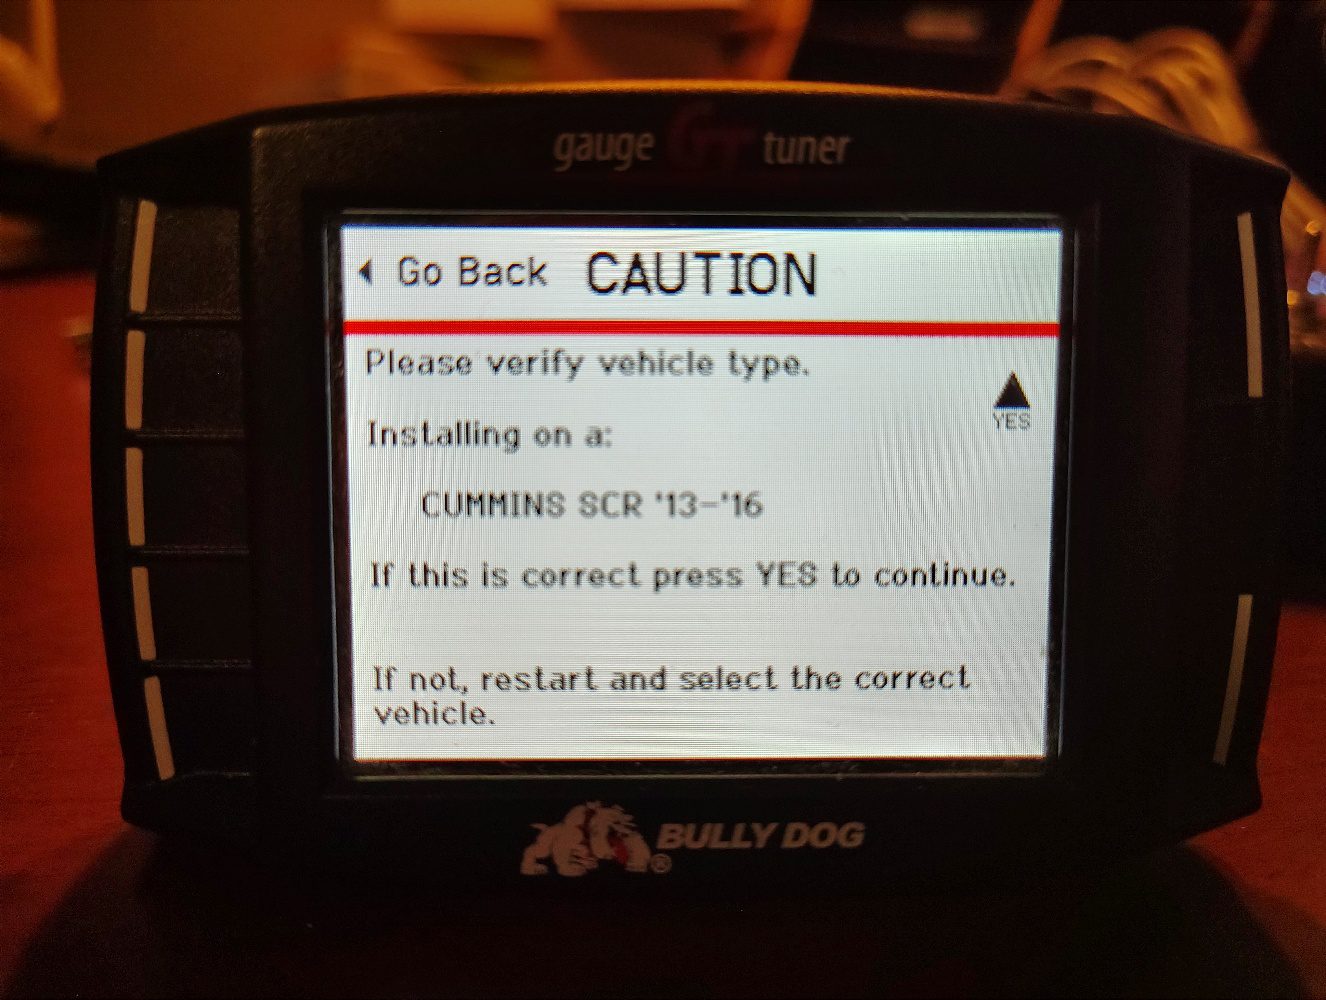 gauge GT tuner
Go Back CAUTION
Please verify vehicle type.
YES
Installing on a:
CUMMINS SCR '13-'16
If this is correct press YES to continue.
If not, restart and select the correct
vehicle.
BULLY DOG®